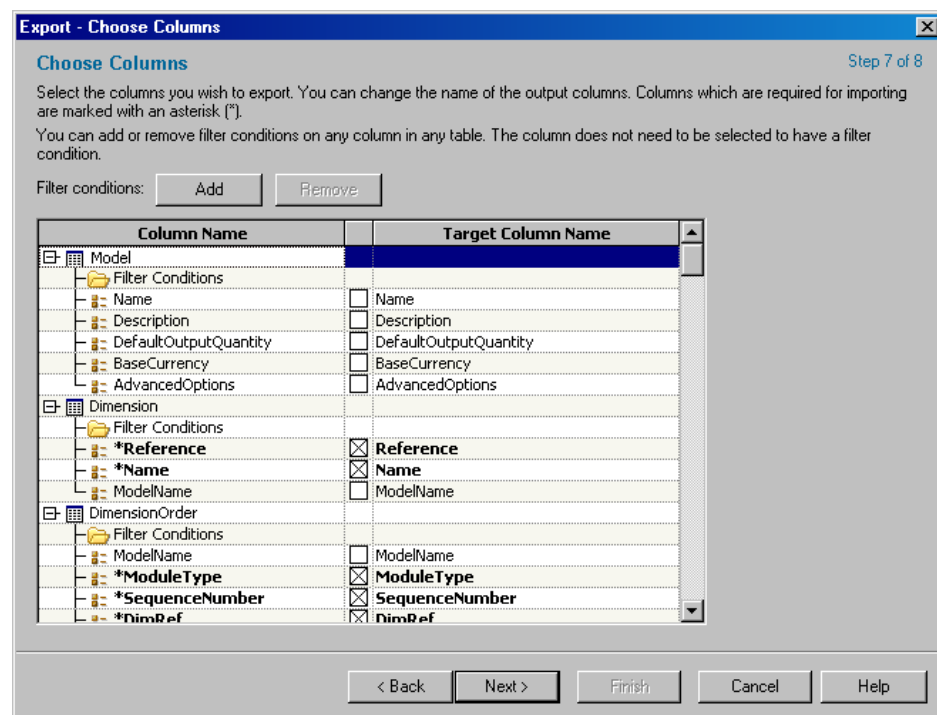 Export - Choose Columns
Choose Columns
Step 7 of 8
Select the columns you wish to export. You can change the name of the output columns. Columns which are required for importing
are marked with an asterisk (*).
You can add or remove filter conditions on any column in any table. The column does not need to be selected to have a filter
condition.
Filter conditions: Add Remove
Column Name Target Column Name
Model
Filter Conditions
Name Name
Description Description
DefaultOutputQuantity DefaultOutputQuantity
BaseCurrency BaseCurrency
AdvancedOptions AdvancedOptions
Dimension
Filter Conditions
*Reference Reference
*Name Name
ModelName ModelName
DimensionOrder
Filter Conditions
ModelName ModelName
*ModuleType ModuleType
*SequenceNumber SequenceNumber
*DimRef DimRef
< Back Next > Finish Cancel Help